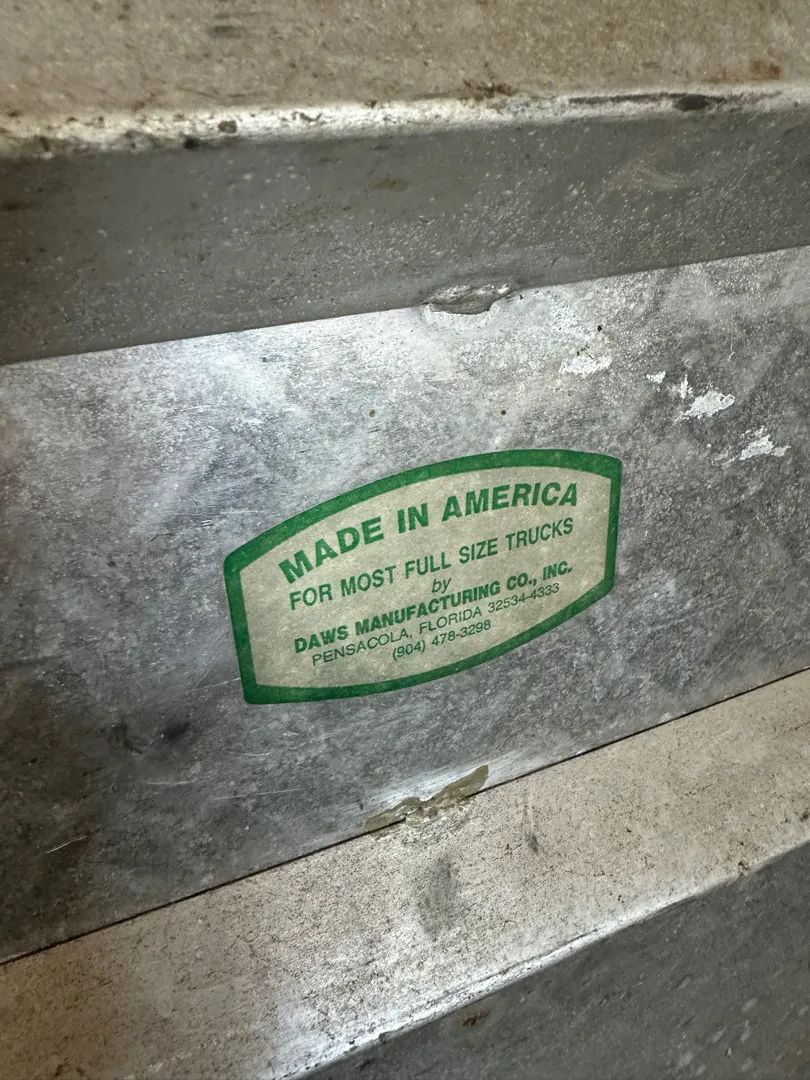 MADE IN AMERICA
FOR MOST FULL SIZE TRUCKS
by
DAWS MANUFACTURING CO., INC.
PENSACOLA, FLORIDA 32534-4333
(904) 478-3298